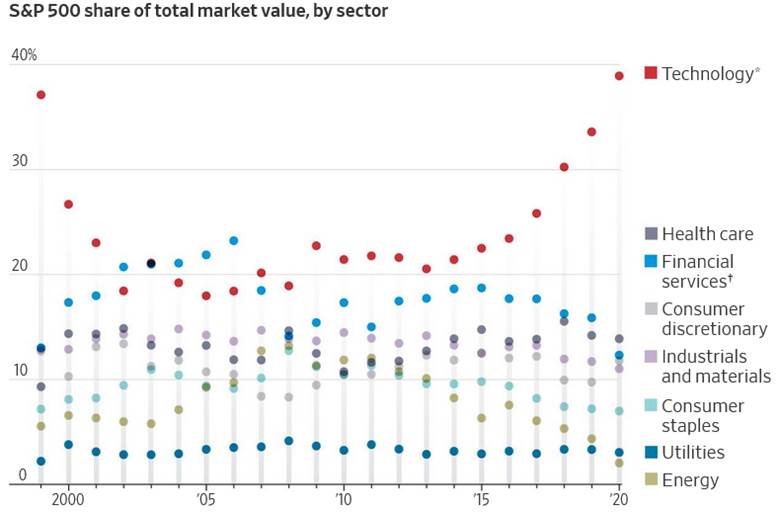 S&P 500 share of total market value, by sector
40%
30
20
10
0
2000
'05
'10
'15
'20
Technology*
Health care
Financial
services†
Consumer
discretionary
Industrials
and materials
Consumer
staples
Utilities
Energy